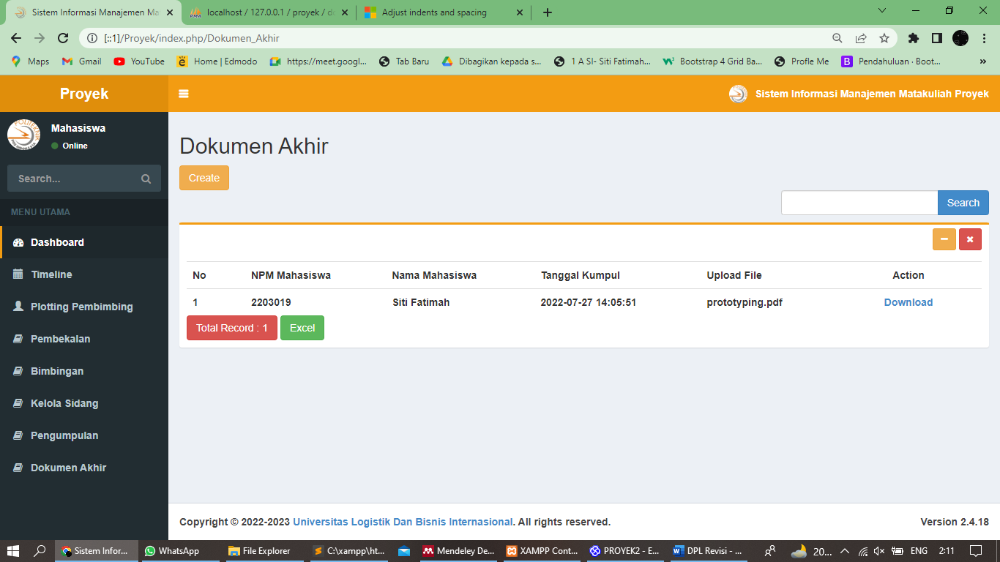 Sistem Informasi Manajemen Ma
localhost / 127.0.0.1 / proyek / do
Adjust indents and spacing
[::1]/Proyek/index.php/Dokumen_Akhir
Maps
Gmail
YouTube
Home | Edmodo
https://meet.googl...
Tab Baru
Dibagikan kepada s...
1 A SI- Siti Fatimah...
Bootstrap 4 Grid Ba...
Profle Me
Pendahuluan · Boot...
»
Proyek
Sistem Informasi Manajemen Matakuliah Proyek
Mahasiswa
Online
Search...
MENU UTAMA
Dashboard
Timeline
Plotting Pembimbing
Pembekalan
Bimbingan
Kelola Sidang
Pengumpulan
Dokumen Akhir
Dokumen Akhir
Create
Search
No NPM Mahasiswa Nama Mahasiswa Tanggal Kumpul Upload File Action
1 2203019 Siti Fatimah 2022-07-27 14:05:51 prototyping.pdf Download
Total Record : 1 Excel
Copyright © 2022-2023 Universitas Logistik Dan Bisnis Internasional. All rights reserved.
Version 2.4.18
Sistem Infor...
WhatsApp
File Explorer
C:\xampp\ht...
Mendeley De...
XAMPP Cont...
PROYEK2 - E...
DPL Revisi - ...
20...
ENG
2:11